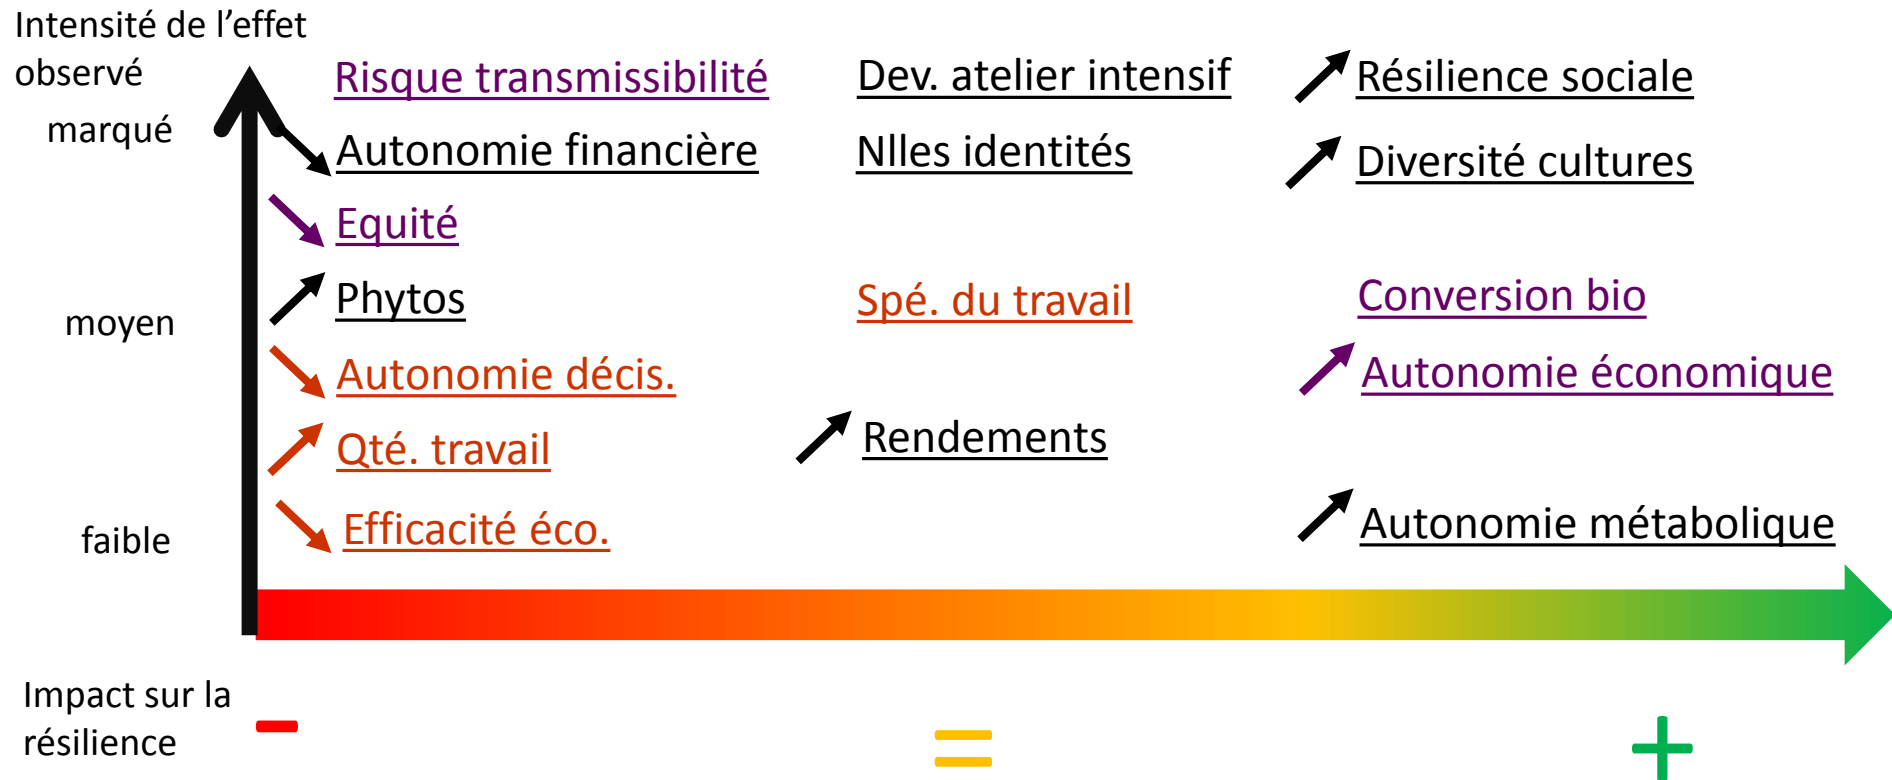 Intensité de l’effet
observé
marqué
moyen
faible
Risque transmissibilité
Autonomie financière
Equité
Phytos
Autonomie décis.
Qté. travail
Efficacité éco.
Dev. atelier intensif
Nlles identités
Spé. du travail
Rendements
Résilience sociale
Diversité cultures
Conversion bio
Autonomie économique
Autonomie métabolique
Impact sur la
résilience
- = +